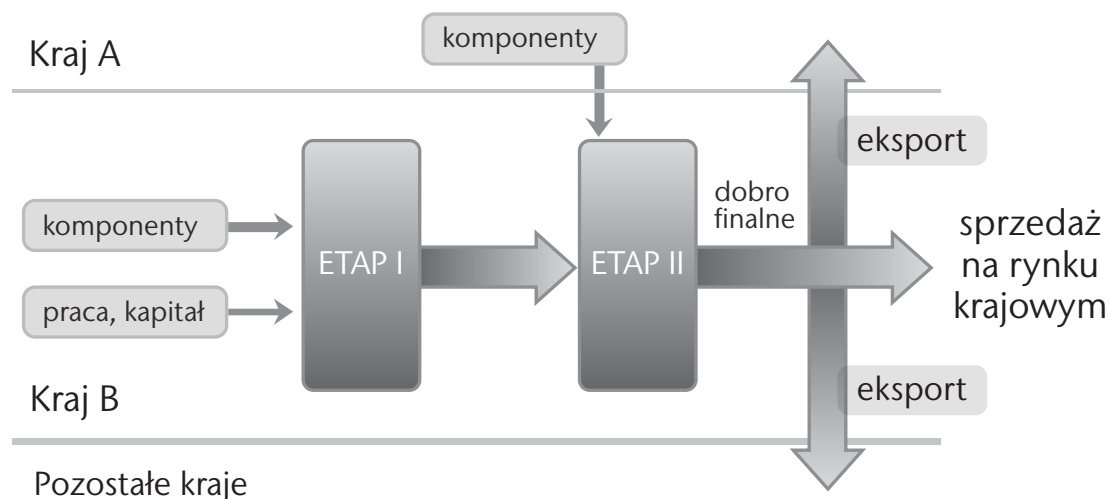 komponenty
Kraj A
eksport
komponenty
ETAP I
ETAP II
dobro
finalne
sprzedaż
na rynku
krajowym
praca, kapitał
Kraj B
eksport
Pozostałe kraje